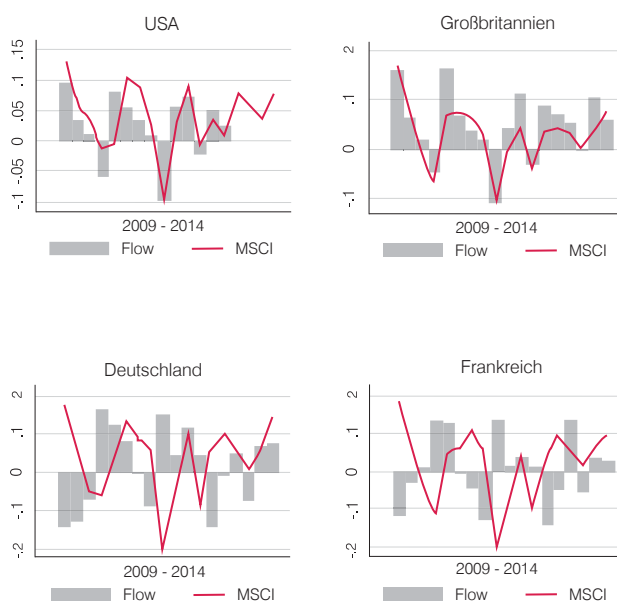 USA
.15
.1
.05
0
-.05
-.1
2009 - 2014
Flow MSCI
Großbritannien
2
.1
0
-.1
2009 - 2014
Flow MSCI
Deutschland
2
.1
0
-.1
-.2
2009 - 2014
Flow MSCI
Frankreich
2
.1
0
-.1
-.2
2009 - 2014
Flow MSCI